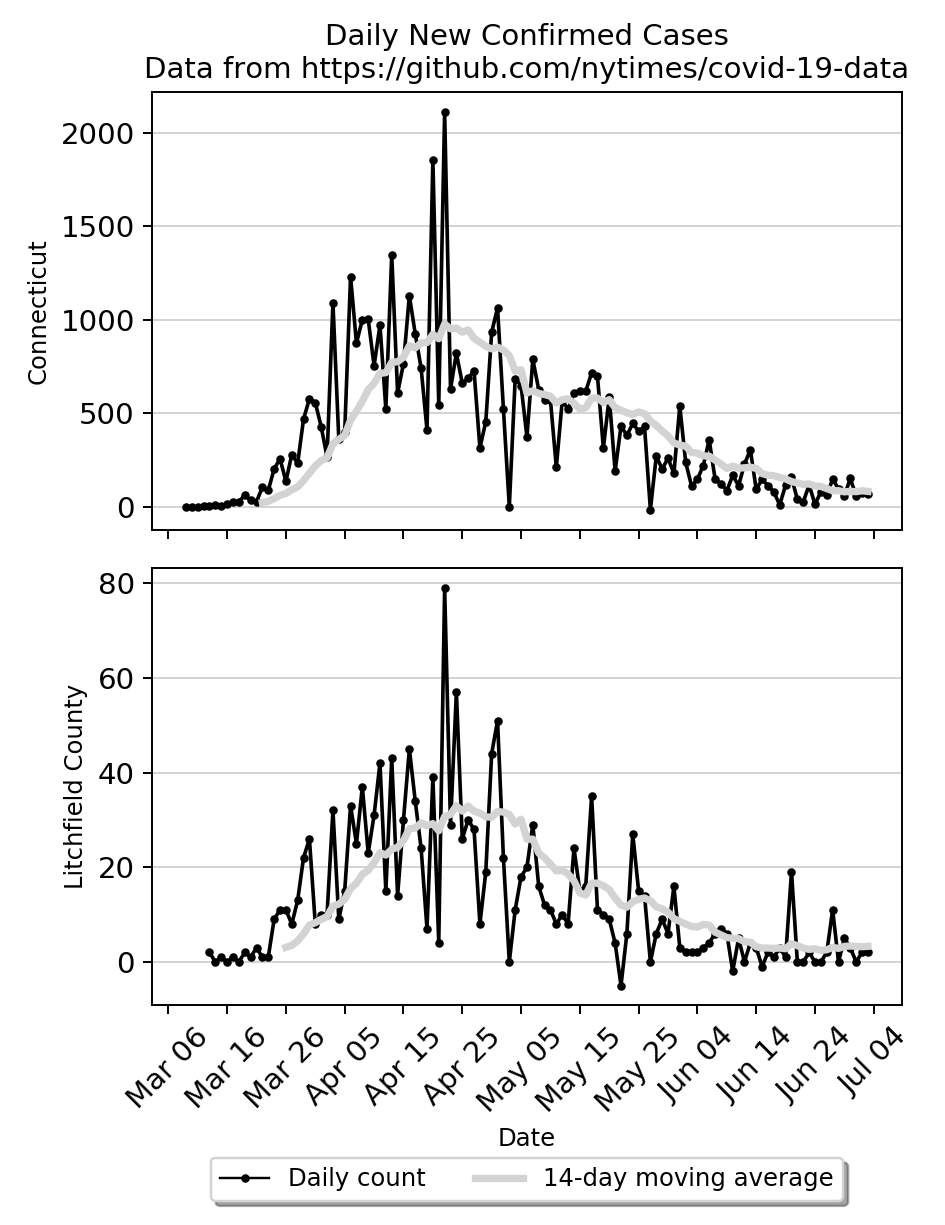 Daily New Confirmed Cases
Data from https://github.com/nytimes/covid-19-data
2000
1500
1000
500
0
Connecticut
80
60
40
20
0
Litchfield County
Mar 06
Mar 16
Mar 26
Apr 05
Apr 15
Apr 25
May 05
May 15
May 25
Jun 04
Jun 14
Jun 24
Jul 04
Date
Daily count
14-day moving average